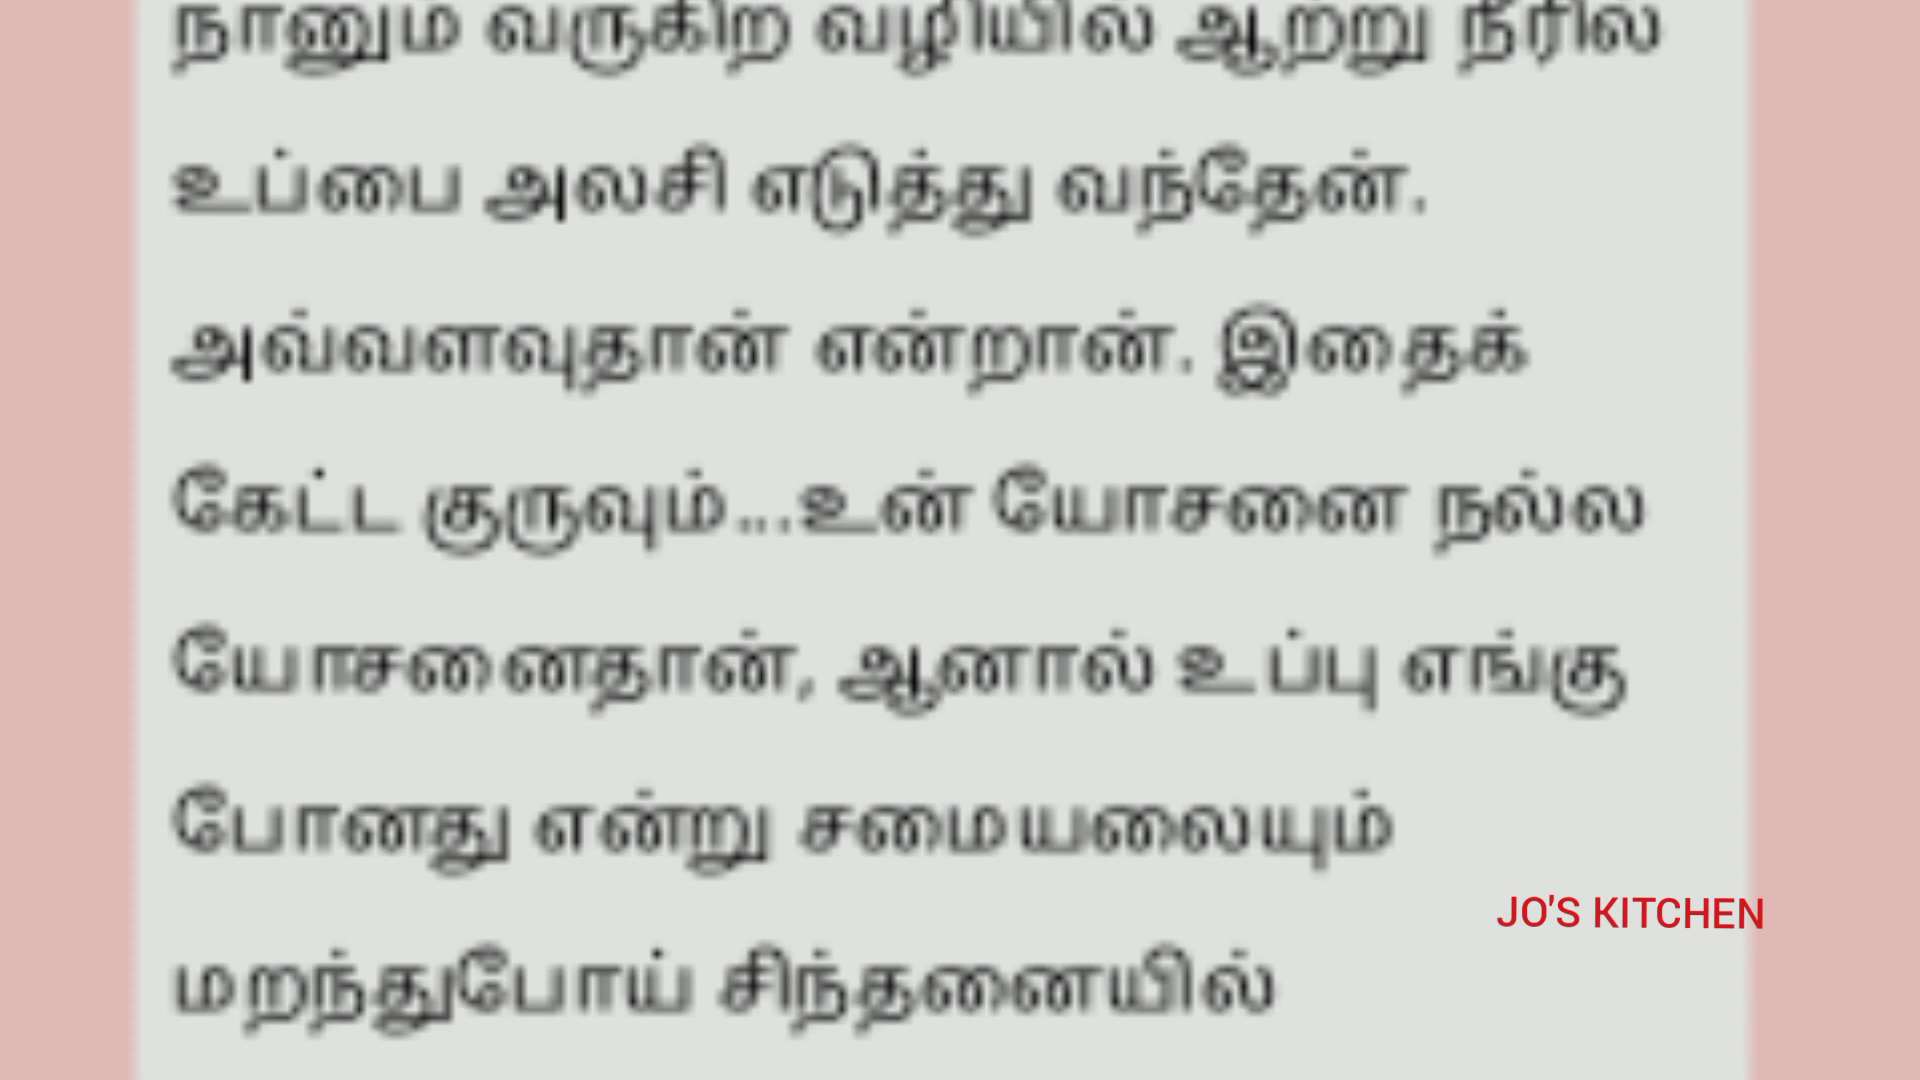 நானும் வருகிற வழியில் ஆற்று நீரில்
உப்பை அலசி எடுத்து வந்தேன்.
அவ்வளவுதான் என்றான். இதைக்
கேட்ட குருவும்...உன் யோசனை நல்ல
யோசனைதான், ஆனால் உப்பு எங்கு
போனது என்று சமையலையும்
JO'S KITCHEN
மறந்துபோய் சிந்தனையில்